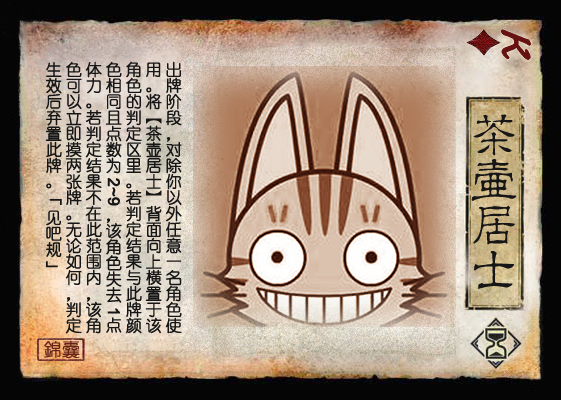 K
茶壶居士
出牌阶段，对除你以外任意一名角色使
用。将【茶壶居士】背面向上横置于该
角色的判定区里。若判定结果与此牌颜
色相同且点数为2~9，该角色失去1点
体力。若判定结果不在此范围内，该角
色可以立即摸两张牌。无论如何，判定
生效后弃置此牌。「见吧规」
錦囊